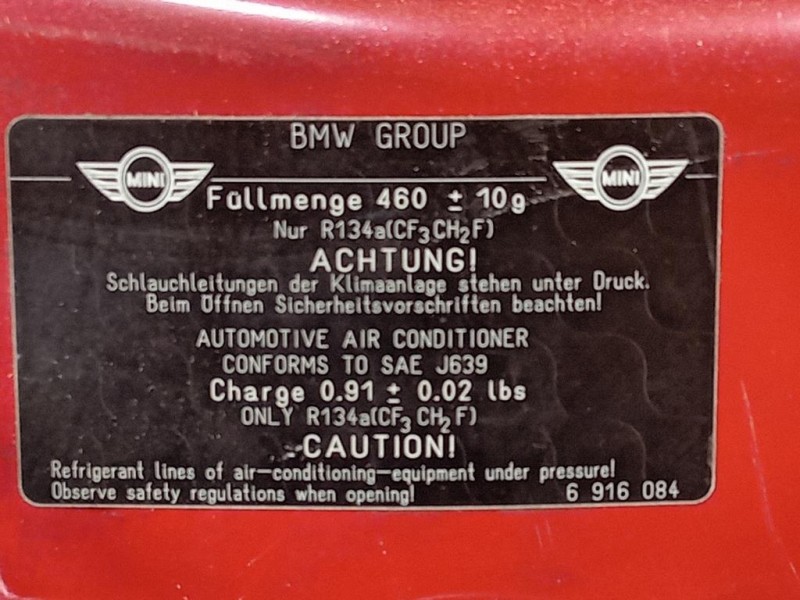 BMW GROUP
MINI MINI
Füllmenge 460 ± 10g
Nur R134a(CF₃CH₂F)
ACHTUNG!
Schlauchleitungen der Klimaanlage stehen unter Druck.
Beim Öffnen Sicherheitsvorschriften beachten!
AUTOMOTIVE AIR CONDITIONER
CONFORMS TO SAE J639
Charge 0.91 ± 0.02 lbs
ONLY R134a(CF₃CH₂F)
CAUTION!
Refrigerant lines of air-conditioning-equipment under pressure!
Observe safety regulations when opening!
6 916 084